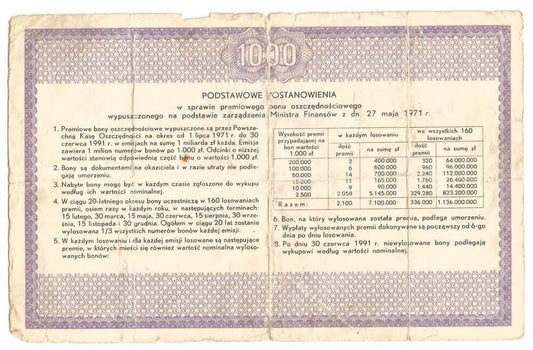 1000
PODSTAWOWE POSTANOWIENIA
w sprawie premiowego bonu oszczędnościowego
wypuszczonego na podstawie zarządzenia Ministra Finansów z dn. 27 maja 1971 r.
1. Premiowe bony oszczędnościowe wypuszczone są przez Powszechną
Kasę Oszczędności na okres od 1 lipca 1971 r. do 30
czerwca 1991 r. w emisjach na sumę 1 miliarda zł każda. Emisja
zawiera 1 milion numerów bonów po 1.000 zł. Odcinki o niższej
wartości stanowią odpowiednią część bonu o wartości 1.000 zł.
2. Bony są dokumentami na okaziciela i w razie utraty nie podlegają
umorzeniu.
3. Nabyte bony mogą być w każdym czasie zgłoszone do wykupu
według ich wartości nominalnej.
4. W ciągu 20-letniego okresu bony uczestniczą w 160 losowaniach
premii, osiem razy w każdym roku, w następujących terminach:
15 lutego, 30 marca, 15 maja, 30 czerwca, 15 sierpnia, 30 września,
15 listopada i 30 grudnia. Ogółem w ciągu 20 lat zostanie
wylosowana 1/3 wszystkich numerów bonów każdej emisji.
5. W każdym losowaniu i dla każdej emisji losowane są następujące
premie, w których mieści się również wartość nominalna wylosowanych
bonów:
Wysokość premii przypadającej na bon wartości 1.000 zł | w każdym losowaniu | we wszystkich 160 losowaniach
ilość premii | na sumę zł | ilość premii | na sumę zł
200.000 2 400.000 320 64.000.000
100.000 6 600.000 960 96.000.000
50.000 14 700.000 2.240 112.000.000
15.000 11 165.000 1.760 26.400.000
10.000 9 90.000 1.440 14.400.000
2.500 2.058 5.145.000 329.280 823.200.000
Razem: 2.100 7.100.000 336.000 1.136.000.000
6. Bon, na który wylosowana została premia, podlega umorzeniu.
7. Wypłaty wylosowanych premii dokonywane są począwszy od 6-go
dnia po dniu losowania.
8. Po dniu 30 czerwca 1991 r. niewylosowane bony podlegają
wykupowi według wartości nominalnej.